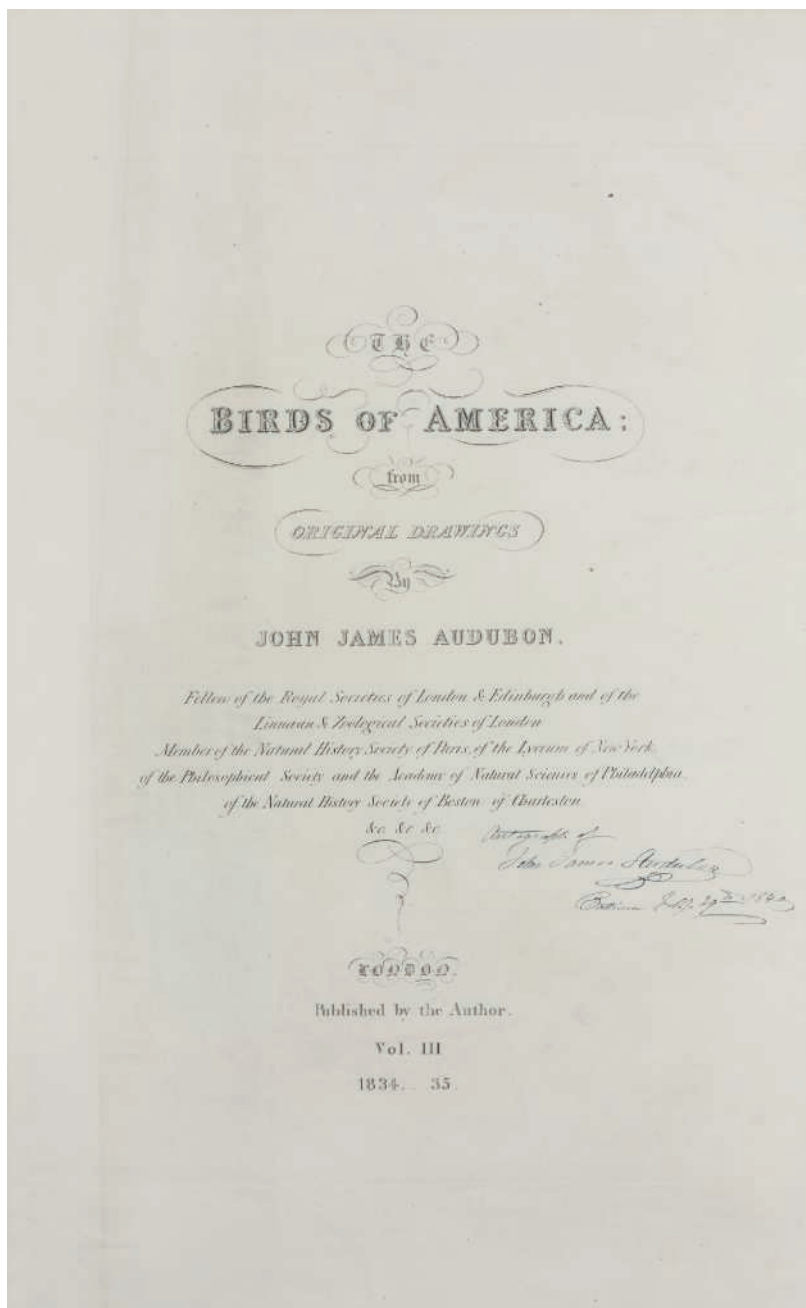 THE
BIRDS OF AMERICA:
from
ORIGINAL DRAWINGS
By
JOHN JAMES AUDUBON.
Fellow of the Royal Societies of London & Edinburgh and of the
Linnæan & Zoological Societies of London
Member of the Natural History Society of Paris, of the Lyceum of New York,
of the Philosophical Society and the Academy of Natural Sciences of Philadelphia,
of the Natural History Society of Boston of Charleston
&c. &c &c
Autograph of
John James Audubon
29th 1840
LONDON.
Published by the Author.
Vol. III
1834. 35.